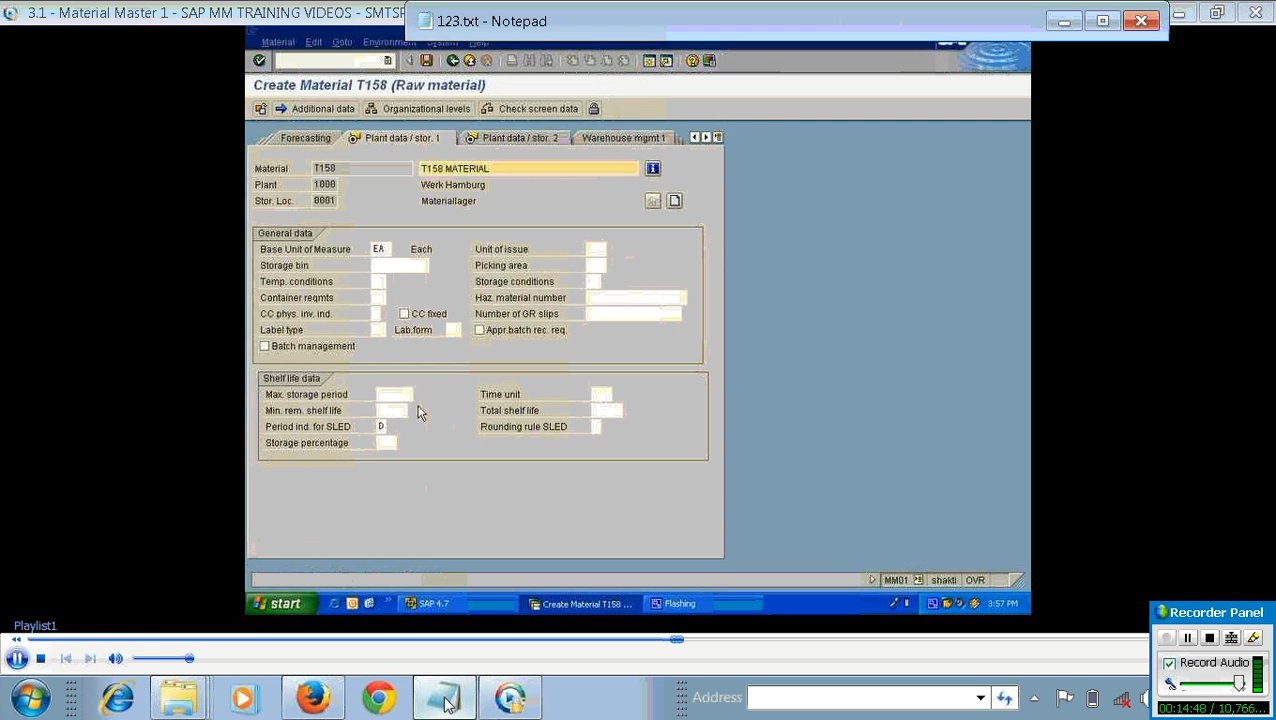 3.1 - Material Master 1 - SAP MM TRAINING VIDEOS - SMTSF
123.txt - Notepad
Material Edit Goto Environment System Help
Create Material T158 (Raw material)
Additional data Organizational levels Check screen data
Forecasting Plant data / stor. 1 Plant data / stor. 2 Warehouse mgmt 1
Material T158 T158 MATERIAL
Plant 1000 Werk Hamburg
Stor. Loc. 0001 Materiallager
General data
Base Unit of Measure EA Each Unit of issue
Storage bin Picking area
Temp. conditions Storage conditions
Container reqmts Haz. material number
CC phys. inv. ind. CC fixed Number of GR slips
Label type Lab.form Appr.batch rec. req.
Batch management
Shelf life data
Max. storage period Time unit
Min. rem. shelf life Total shelf life
Period ind. for SLED D Rounding rule SLED
Storage percentage
MM01 shakti OVR
start SAP 4.7 Create Material T158 ... Flashing 3:57 PM
Playlist1
Recorder Panel
Record Audio
00:14:48 / 10,766...
Address